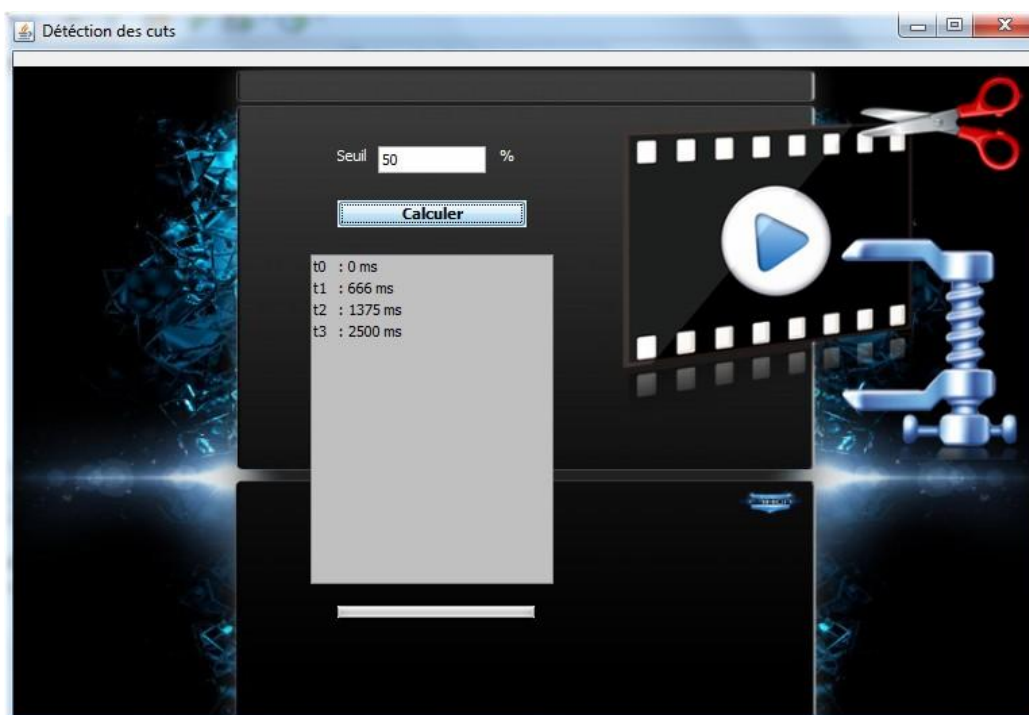 Détéction des cuts
Seuil 50 %
Calculer
t0 : 0 ms
t1 : 666 ms
t2 : 1375 ms
t3 : 2500 ms